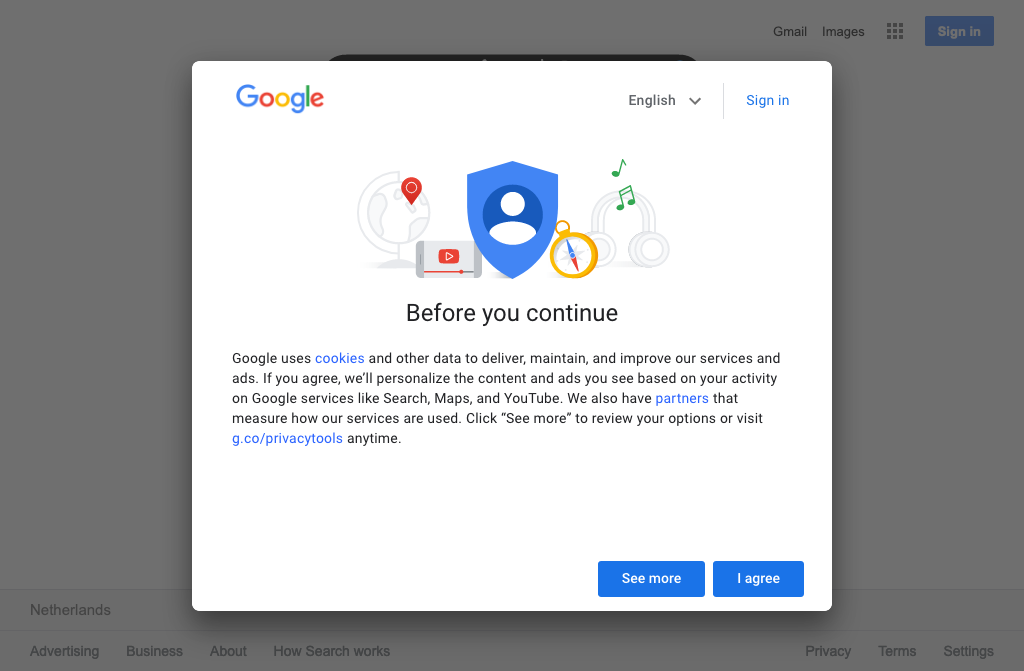 Gmail Images Sign in
Google English Sign in
Before you continue
Google uses cookies and other data to deliver, maintain, and improve our services and
ads. If you agree, we’ll personalize the content and ads you see based on your activity
on Google services like Search, Maps, and YouTube. We also have partners that
measure how our services are used. Click “See more” to review your options or visit
g.co/privacytools anytime.
See more I agree
Netherlands
Advertising Business About How Search works Privacy Terms Settings